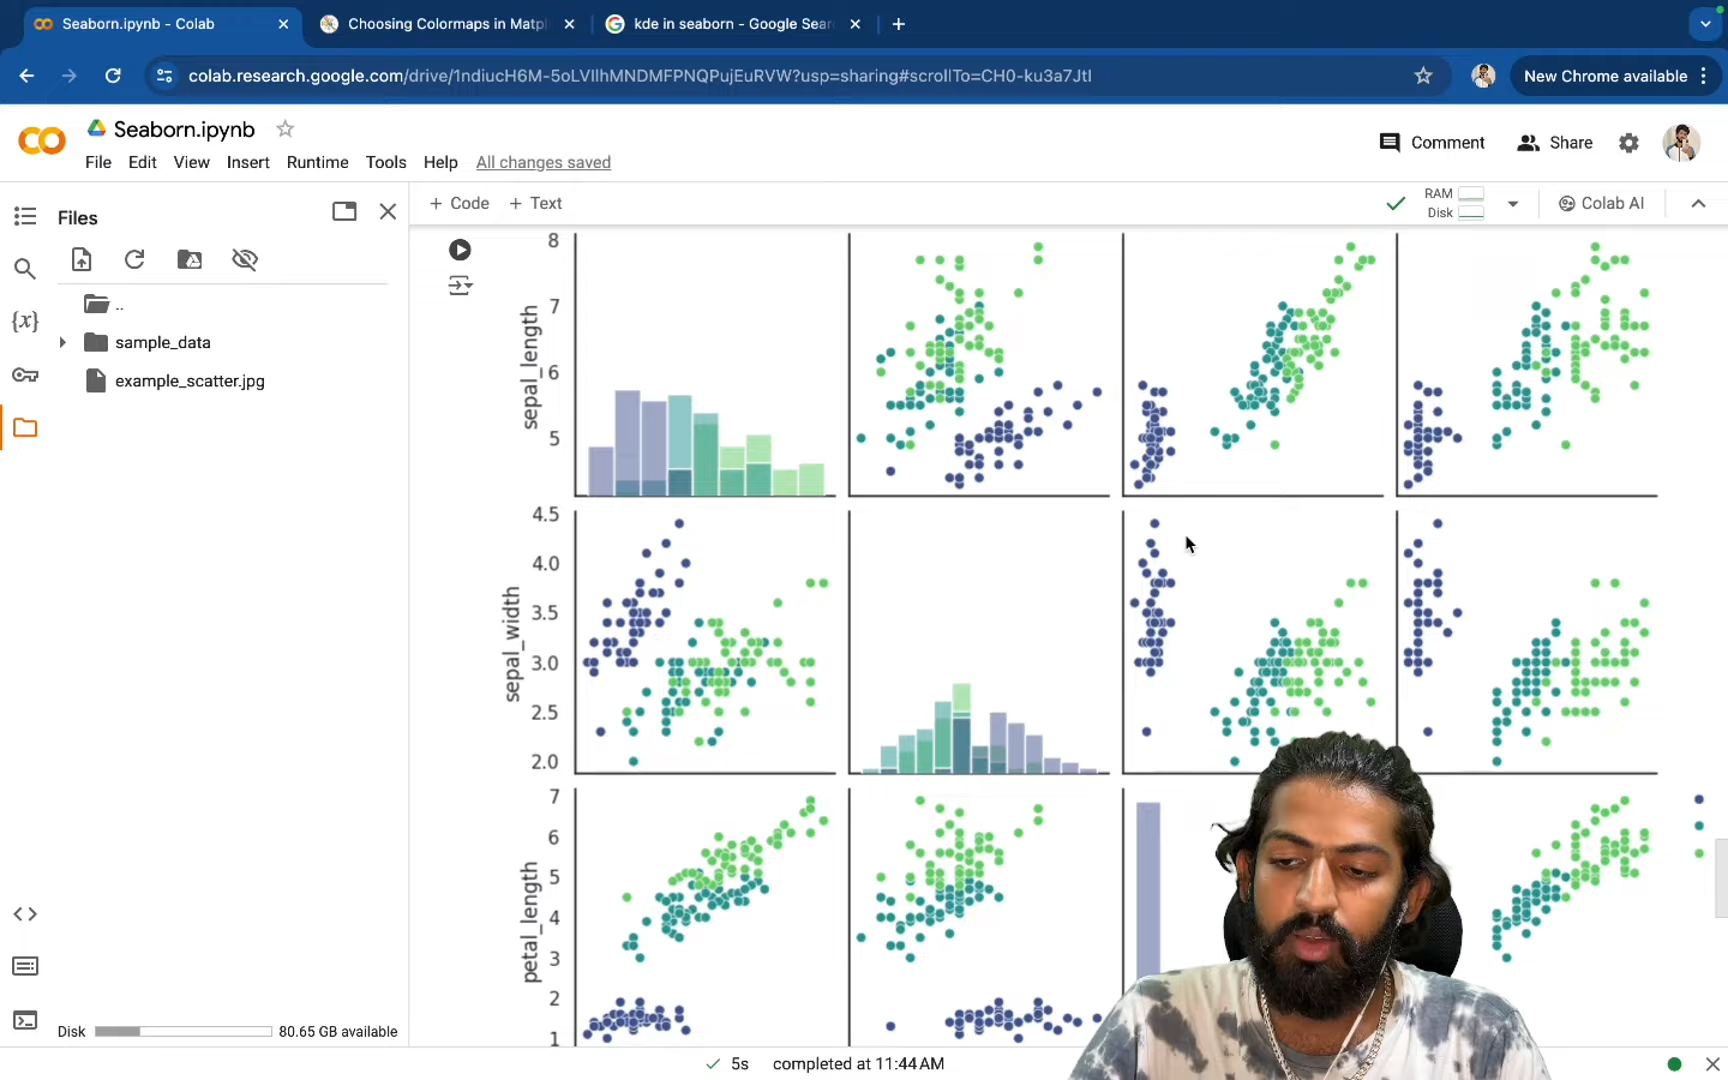 Seaborn.ipynb - Colab
Choosing Colormaps in Matpl
kde in seaborn - Google Sear
colab.research.google.com/drive/1ndiucH6M-5oLVIlhMNDMFPNQPujEuRVW?usp=sharing#scrollTo=CH0-ku3a7JtI
New Chrome available
Seaborn.ipynb
File Edit View Insert Runtime Tools Help All changes saved
Comment
Share
Files
+ Code + Text
RAM
Disk
Colab AI
{x}
..
sample_data
example_scatter.jpg
sepal_length
8
7
6
5
sepal_width
4.5
4.0
3.5
3.0
2.5
2.0
petal_length
7
6
5
4
3
2
1
Disk 80.65 GB available
5s completed at 11:44 AM